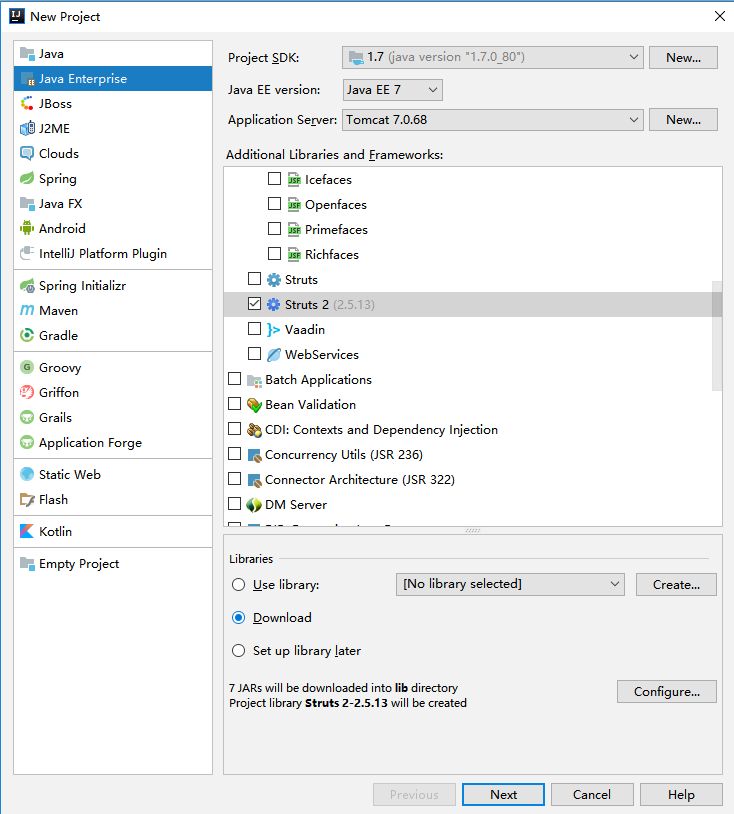 New Project
Java
Java Enterprise
JBoss
J2ME
Clouds
Spring
Java FX
Android
IntelliJ Platform Plugin
Spring Initializr
Maven
Gradle
Groovy
Griffon
Grails
Application Forge
Static Web
Flash
Kotlin
Empty Project
Project SDK: 1.7 (java version "1.7.0_80") New...
Java EE version: Java EE 7
Application Server: Tomcat 7.0.68 New...
Additional Libraries and Frameworks:
Icefaces
Openfaces
Primefaces
Richfaces
Struts
Struts 2 (2.5.13)
Vaadin
WebServices
Batch Applications
Bean Validation
CDI: Contexts and Dependency Injection
Concurrency Utils (JSR 236)
Connector Architecture (JSR 322)
DM Server
Libraries
Use library: [No library selected] Create...
Download
Set up library later
7 JARs will be downloaded into lib directory
Project library Struts 2-2.5.13 will be created
Configure...
Previous Next Cancel Help